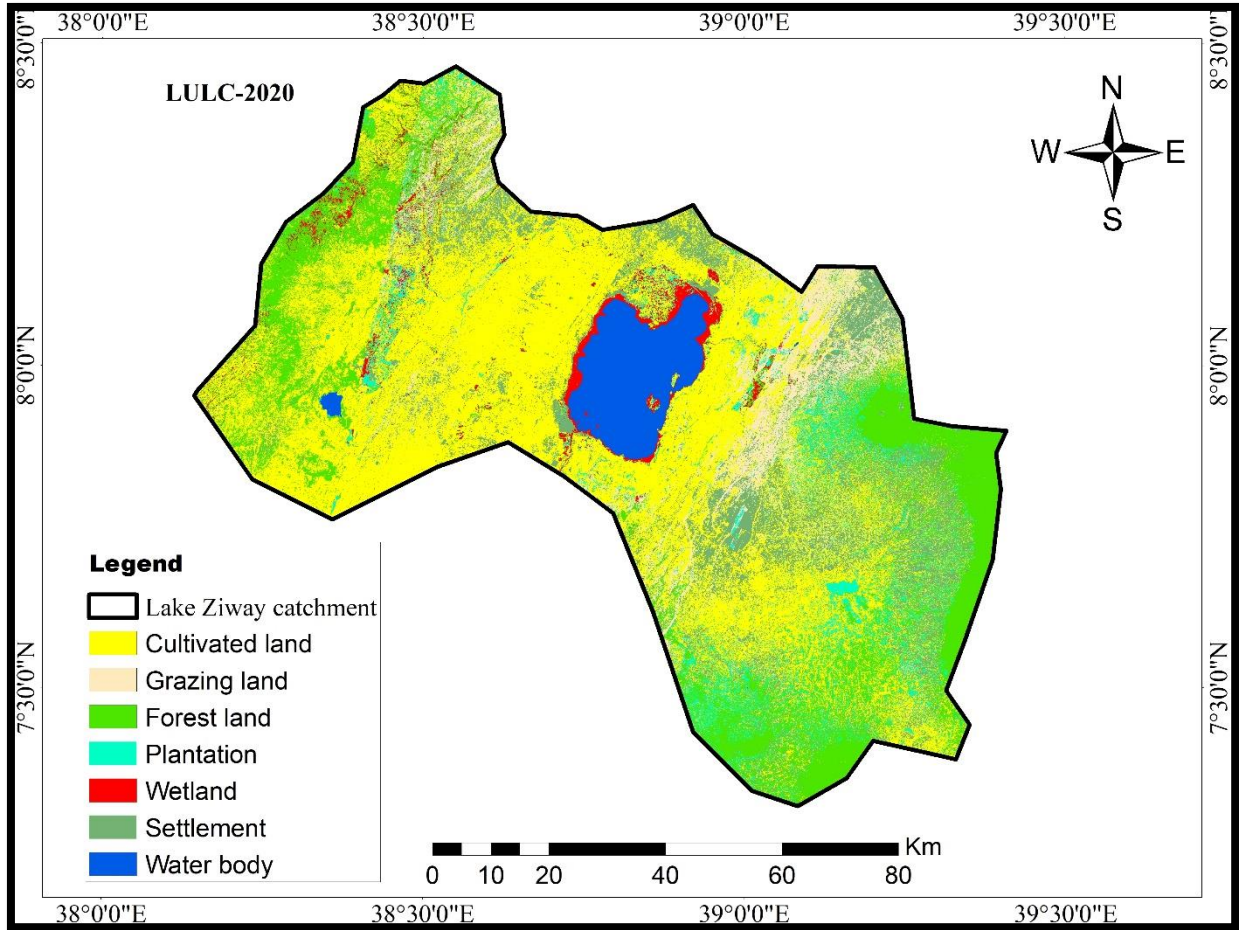 38°0'0"E 38°30'0"E 39°0'0"E 39°30'0"E
8°30'0"N
8°30'0"N
LULC-2020
N
W E
S
8°0'0"N
8°0'0"N
7°30'0"N
7°30'0"N
Legend
Lake Ziway catchment
Cultivated land
Grazing land
Forest land
Plantation
Wetland
Settlement
Water body
Km
0 10 20 40 60 80
38°0'0"E 38°30'0"E 39°0'0"E 39°30'0"E